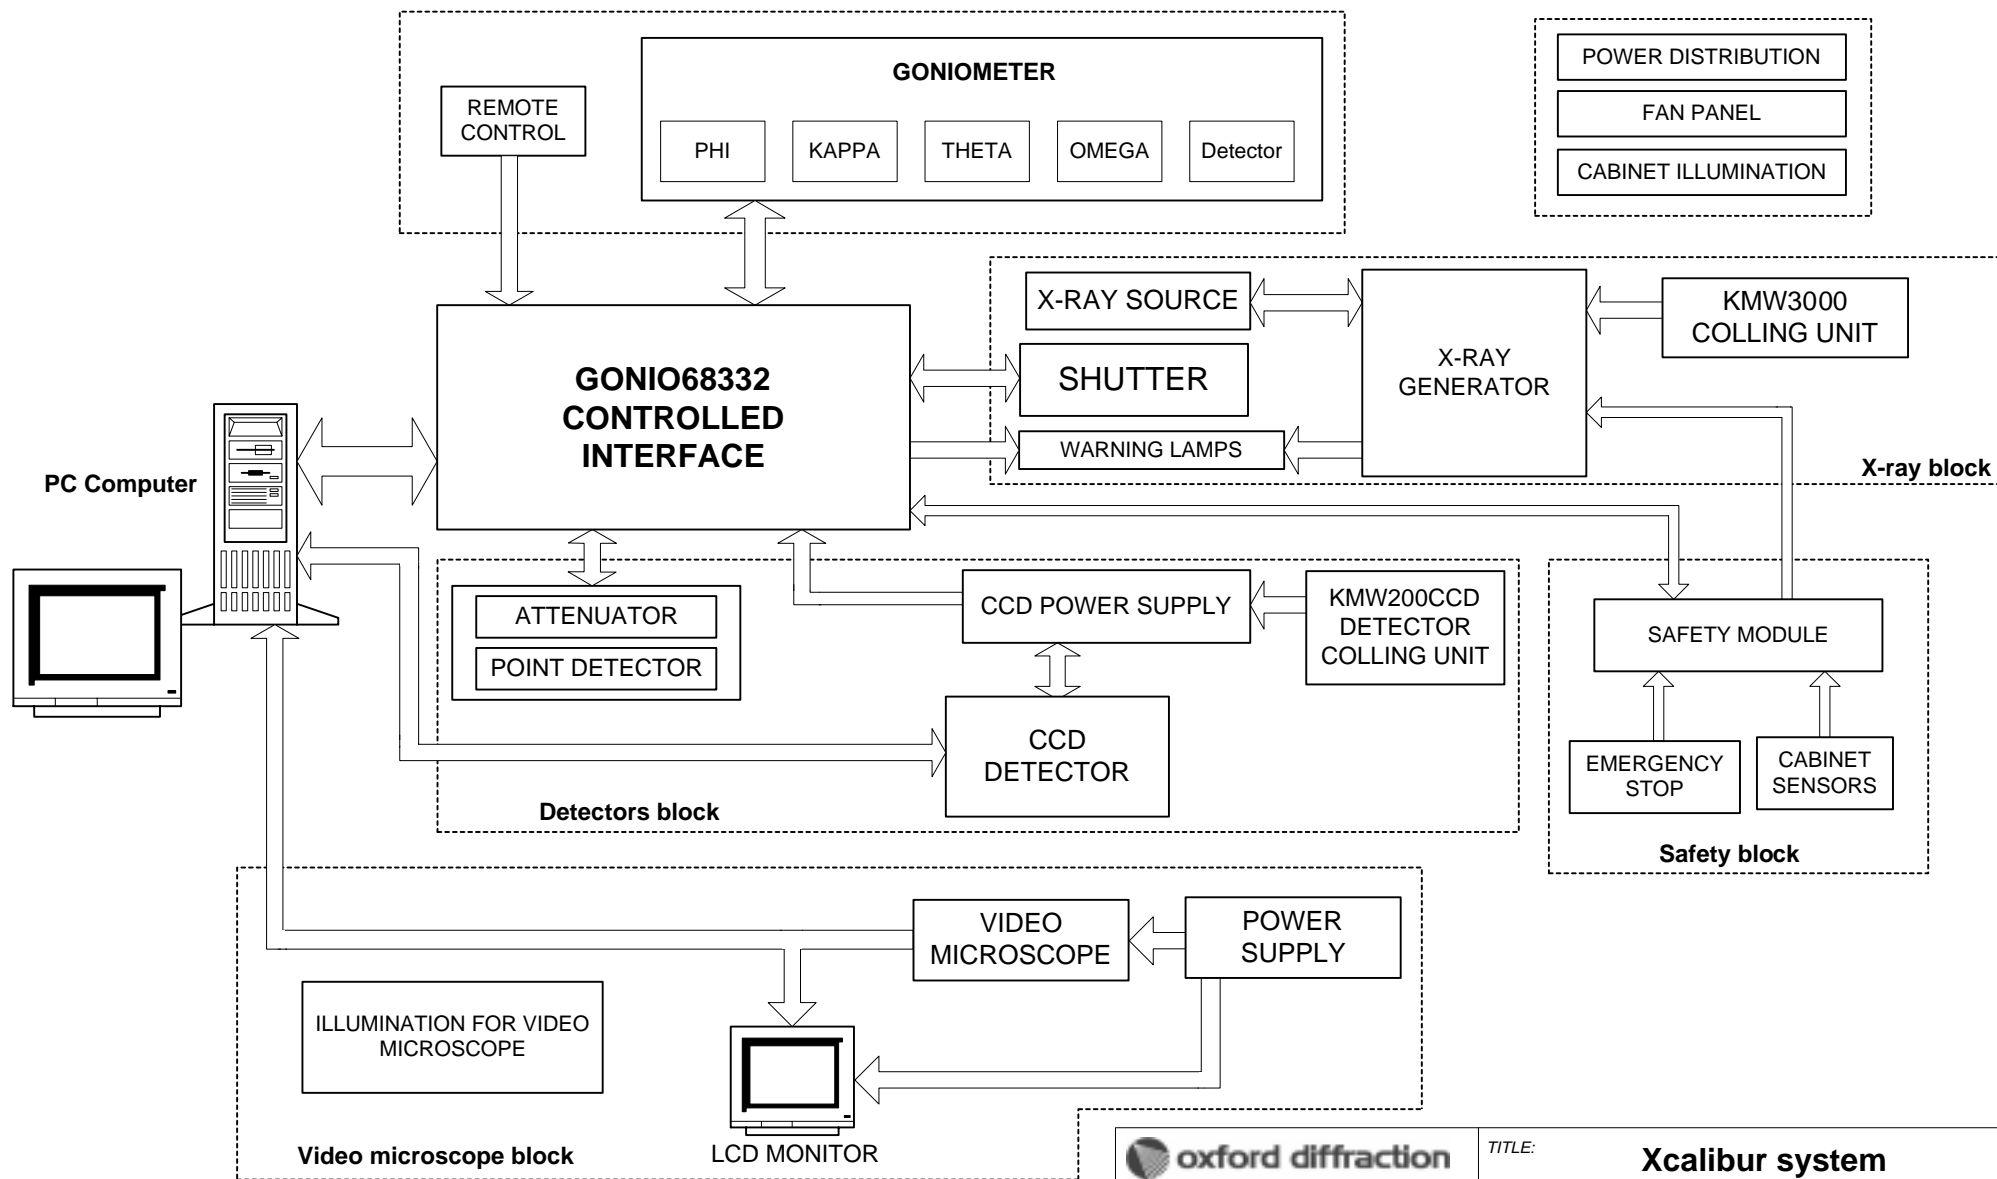 GONIOMETER
REMOTE
CONTROL
PHI
KAPPA
THETA
OMEGA
Detector
POWER DISTRIBUTION
FAN PANEL
CABINET ILLUMINATION
X-RAY SOURCE
X-RAY
GENERATOR
KMW3000
COLLING UNIT
SHUTTER
WARNING LAMPS
X-ray block
GONIO68332
CONTROLLED
INTERFACE
PC Computer
ATTENUATOR
POINT DETECTOR
CCD POWER SUPPLY
KMW200CCD
DETECTOR
COLLING UNIT
CCD
DETECTOR
Detectors block
SAFETY MODULE
EMERGENCY
STOP
CABINET
SENSORS
Safety block
VIDEO
MICROSCOPE
POWER
SUPPLY
ILLUMINATION FOR VIDEO
MICROSCOPE
LCD MONITOR
Video microscope block
oxford diffraction
TITLE:
Xcalibur system